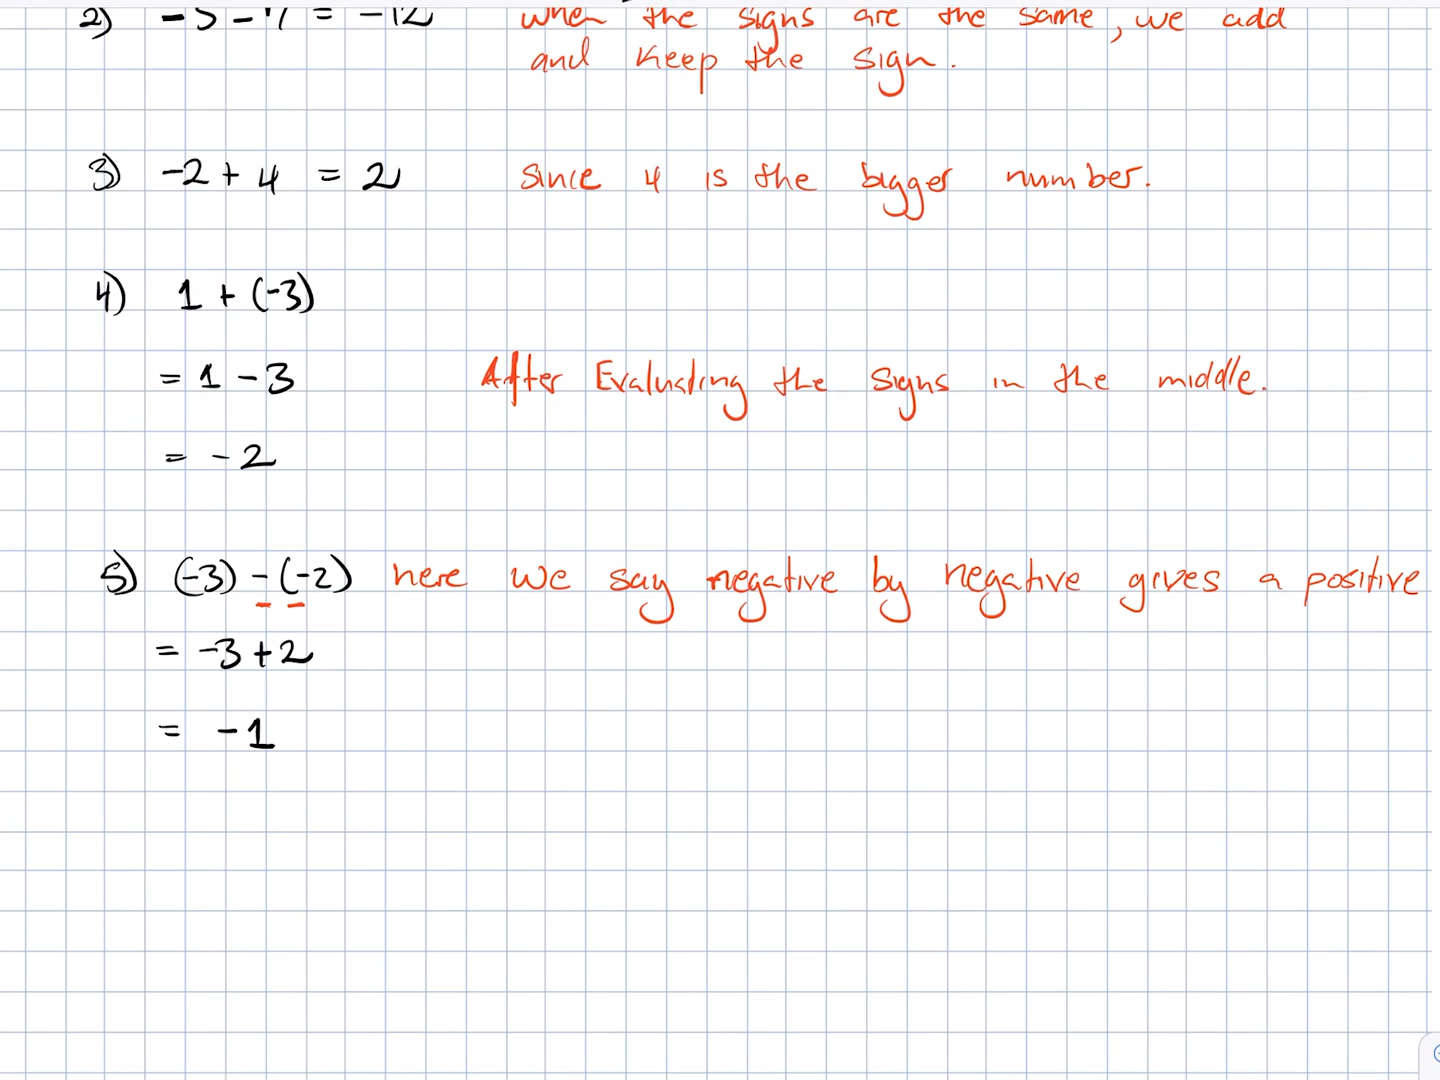 2) -5 - 7 = -12 when the signs are the same, we add
and keep the sign.
3) -2 + 4 = 2 since 4 is the bigger number.
4) 1 + (-3)
= 1 - 3 After Evaluating the signs in the middle.
= -2
5) (-3) - (-2) here we say negative by negative gives a positive
= -3 + 2
= -1